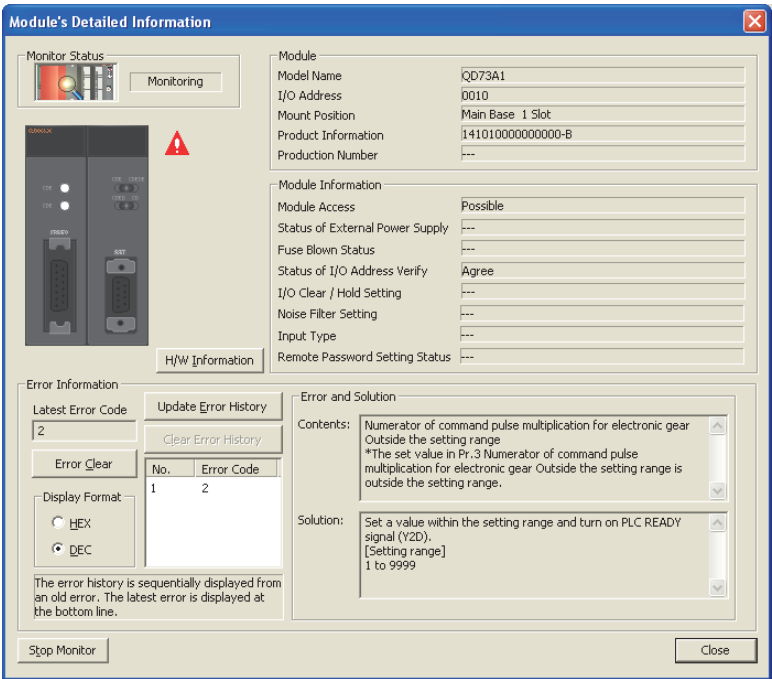 Module's Detailed Information
Monitor Status
Monitoring
Module
Model Name QD73A1
I/O Address 0010
Mount Position Main Base 1 Slot
Product Information 141010000000000-B
Production Number ---
Module Information
Module Access Possible
Status of External Power Supply ---
Fuse Blown Status ---
Status of I/O Address Verify Agree
I/O Clear / Hold Setting ---
Noise Filter Setting ---
Input Type ---
Remote Password Setting Status ---
H/W Information
Error Information
Latest Error Code
2
Error Clear
Display Format
HEX
DEC
Update Error History
Clear Error History
No. Error Code
1 2
The error history is sequentially displayed from
an old error. The latest error is displayed at
the bottom line.
Error and Solution
Contents:
Numerator of command pulse multiplication for electronic gear
Outside the setting range
*The set value in Pr.3 Numerator of command pulse
multiplication for electronic gear Outside the setting range is
outside the setting range.
Solution:
Set a value within the setting range and turn on PLC READY
signal (Y2D).
[Setting range]
1 to 9999
Stop Monitor
Close